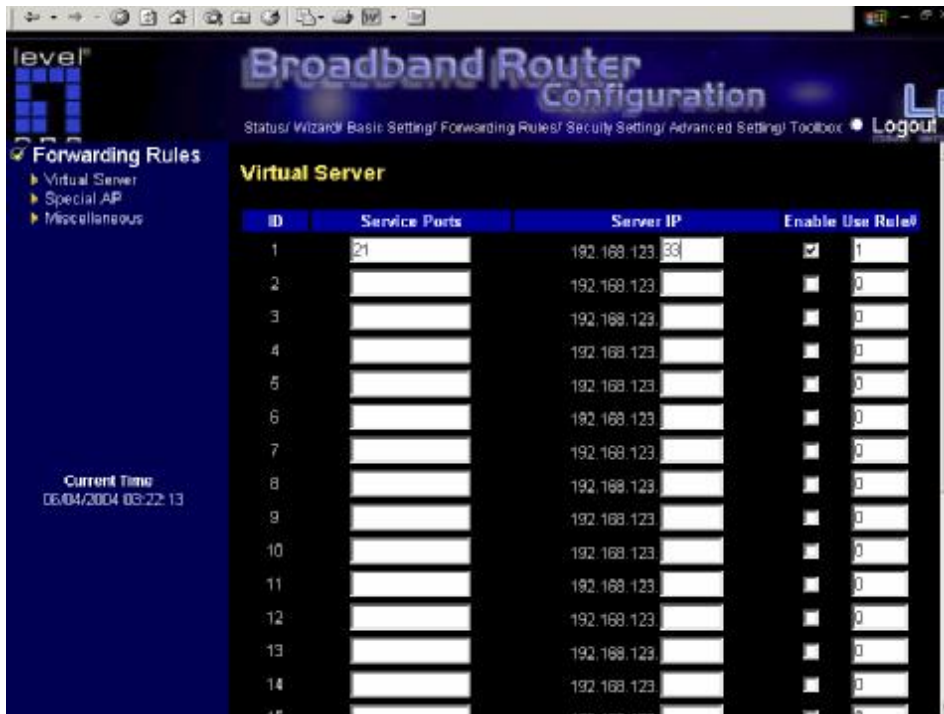 level
Broadband Router
Configuration
Status/ Wizard/ Basic Setting/ Forwarding Rules/ Secuity Setting/ Advanced Setting/ Toolbox Logout
Forwarding Rules
Virtual Server
Special AP
Miscellaneous
Virtual Server
ID Service Ports Server IP Enable Use Rule#
1 21 192.168.123. 33 1
2 192.168.123. 0
3 192.168.123. 0
4 192.168.123. 0
5 192.168.123. 0
6 192.168.123. 0
7 192.168.123. 0
8 192.168.123. 0
9 192.168.123. 0
10 192.168.123. 0
11 192.168.123. 0
12 192.168.123. 0
13 192.168.123. 0
14 192.168.123. 0
Current Time
06/04/2004 03:22:13